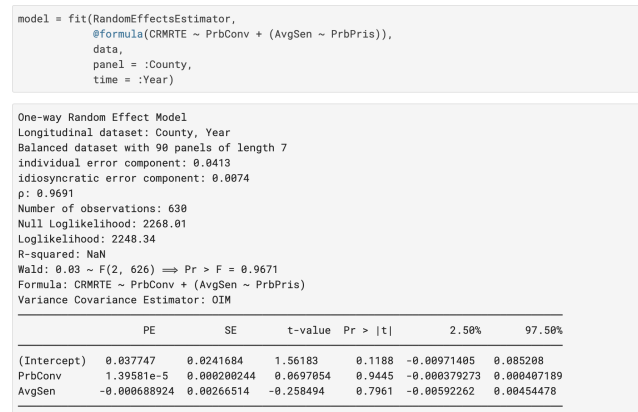 model = fit(RandomEffectsEstimator,
@formula(CRMRTE ~ PrbConv + (AvgSen ~ PrbPris)),
data,
panel = :County,
time = :Year)
One-way Random Effect Model
Longitudinal dataset: County, Year
Balanced dataset with 90 panels of length 7
individual error component: 0.0413
idiosyncratic error component: 0.0074
ρ: 0.9691
Number of observations: 630
Null Loglikelihood: 2268.01
Loglikelihood: 2248.34
R-squared: NaN
Wald: 0.03 ~ F(2, 626) ⟹ Pr > F = 0.9671
Formula: CRMRTE ~ PrbConv + (AvgSen ~ PrbPris)
Variance Covariance Estimator: OIM
PE SE t-value Pr > |t| 2.50% 97.50%
(Intercept) 0.037747 0.0241684 1.56183 0.1188 -0.00971405 0.085208
PrbConv 1.39581e-5 0.000200244 0.0697054 0.9445 -0.000379273 0.000407189
AvgSen -0.000688924 0.00266514 -0.258494 0.7961 -0.00592262 0.00454478